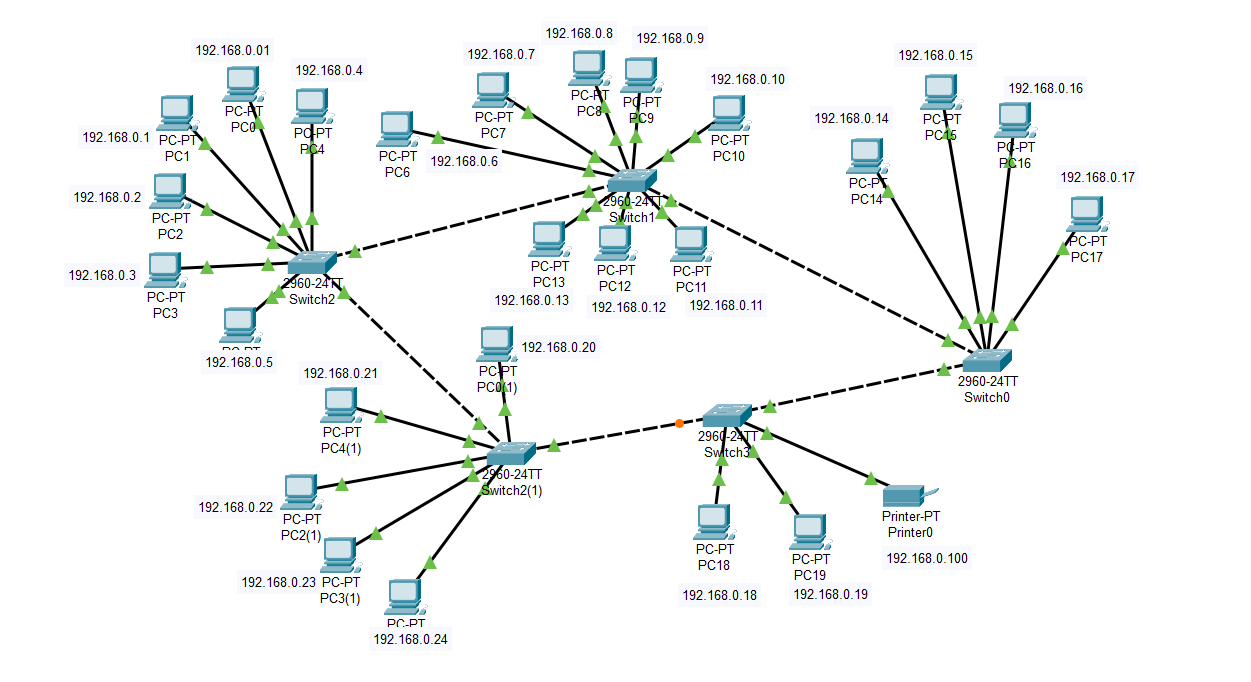 192.168.0.01
PC-PT
PC0
192.168.0.4
PC-PT
PC4
192.168.0.1
PC-PT
PC1
192.168.0.2
PC-PT
PC2
192.168.0.3
PC-PT
PC3
2960-24TT
Switch2
PC-PT
192.168.0.5
192.168.0.7
PC-PT
PC7
192.168.0.8
PC-PT
PC8
192.168.0.9
PC-PT
PC9
192.168.0.10
PC-PT
PC10
PC-PT
PC6
192.168.0.6
2960-24TT
Switch1
PC-PT
PC13
192.168.0.13
PC-PT
PC12
192.168.0.12
PC-PT
PC11
192.168.0.11
192.168.0.15
PC-PT
PC15
192.168.0.16
PC-PT
PC16
192.168.0.14
PC-PT
PC14
192.168.0.17
PC-PT
PC17
2960-24TT
Switch0
192.168.0.20
PC-PT
PC0(1)
192.168.0.21
PC-PT
PC4(1)
2960-24TT
Switch2(1)
192.168.0.22
PC-PT
PC2(1)
192.168.0.23
PC-PT
PC3(1)
PC-PT
192.168.0.24
2960-24TT
Switch3
PC-PT
PC18
192.168.0.18
PC-PT
PC19
192.168.0.19
Printer-PT
Printer0
192.168.0.100